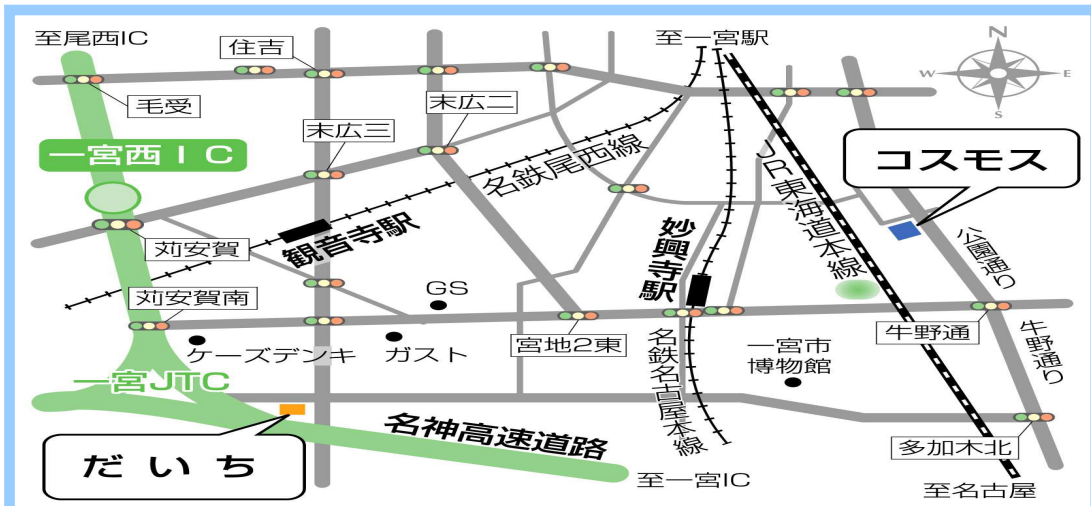 至尾西IC
住吉
至一宮駅
N
W
E
S
毛受
末広二
末広三
一宮西IC
名鉄尾西線
JR東海道本線
コスモス
苅安賀
観音寺駅
妙興寺駅
公園通り
苅安賀南
GS
ケーズデンキ
ガスト
宮地2東
名鉄名古屋本線
一宮市
博物館
牛野通
牛野通り
一宮JTC
名神高速道路
だいち
多加木北
至一宮IC
至名古屋